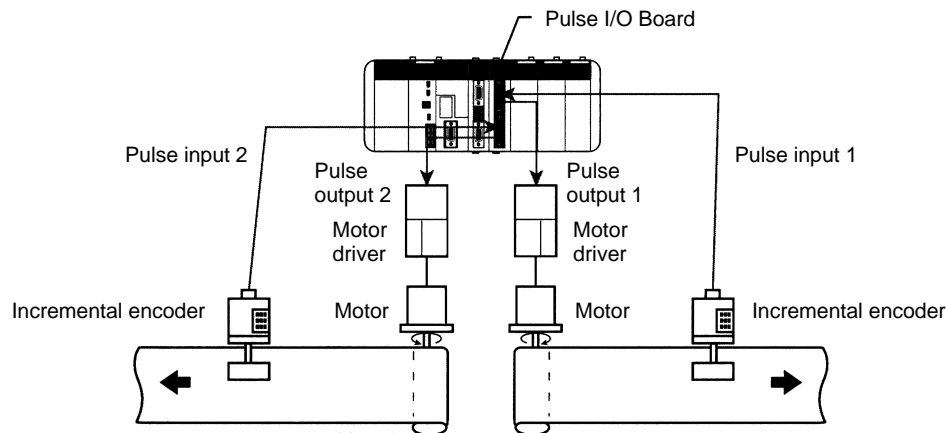 Pulse I/O Board
Pulse input 2
Pulse input 1
Pulse
output 2
Pulse
output 1
Motor
driver
Motor
driver
Incremental encoder
Motor
Motor
Incremental encoder